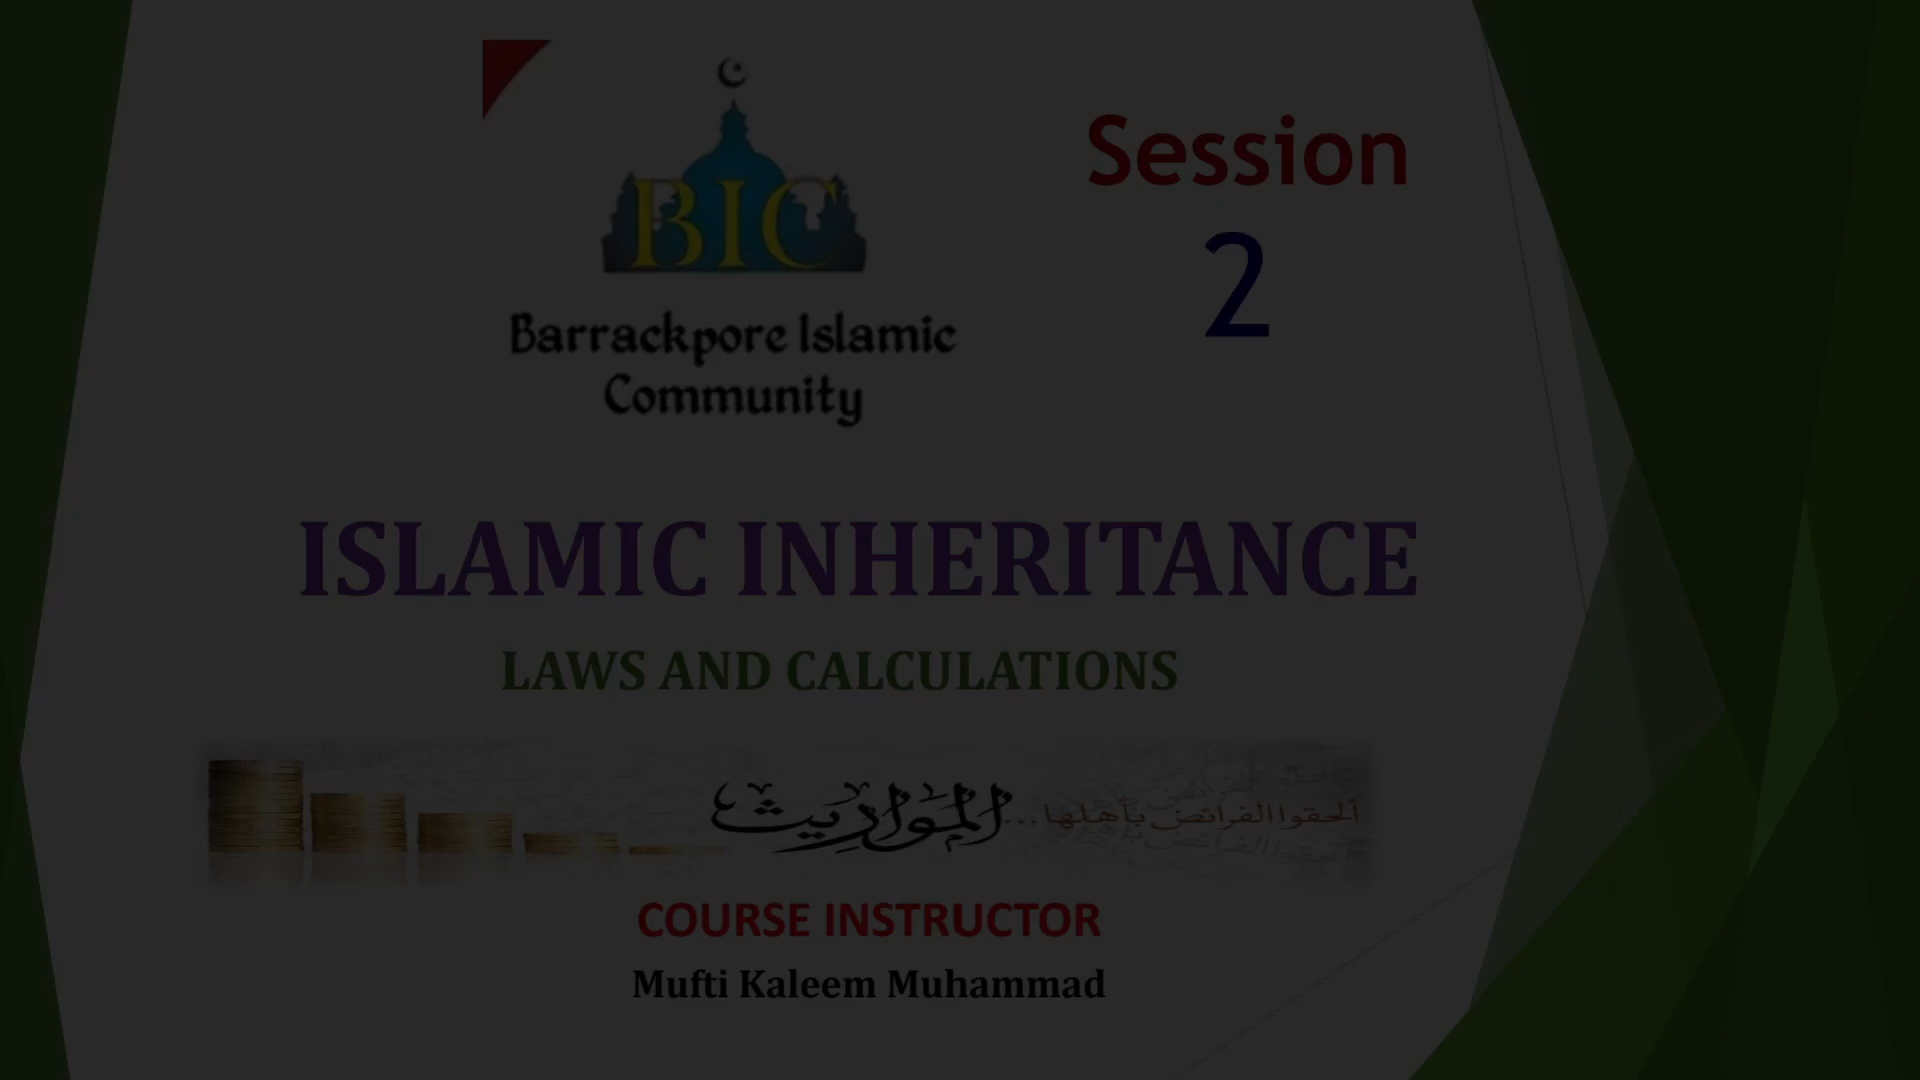 Session
2
BIC
Barrackpore Islamic
Community
ISLAMIC INHERITANCE
LAWS AND CALCULATIONS
المواريث
ألحقوا الفرائض بأهلها...
COURSE INSTRUCTOR
Mufti Kaleem Muhammad